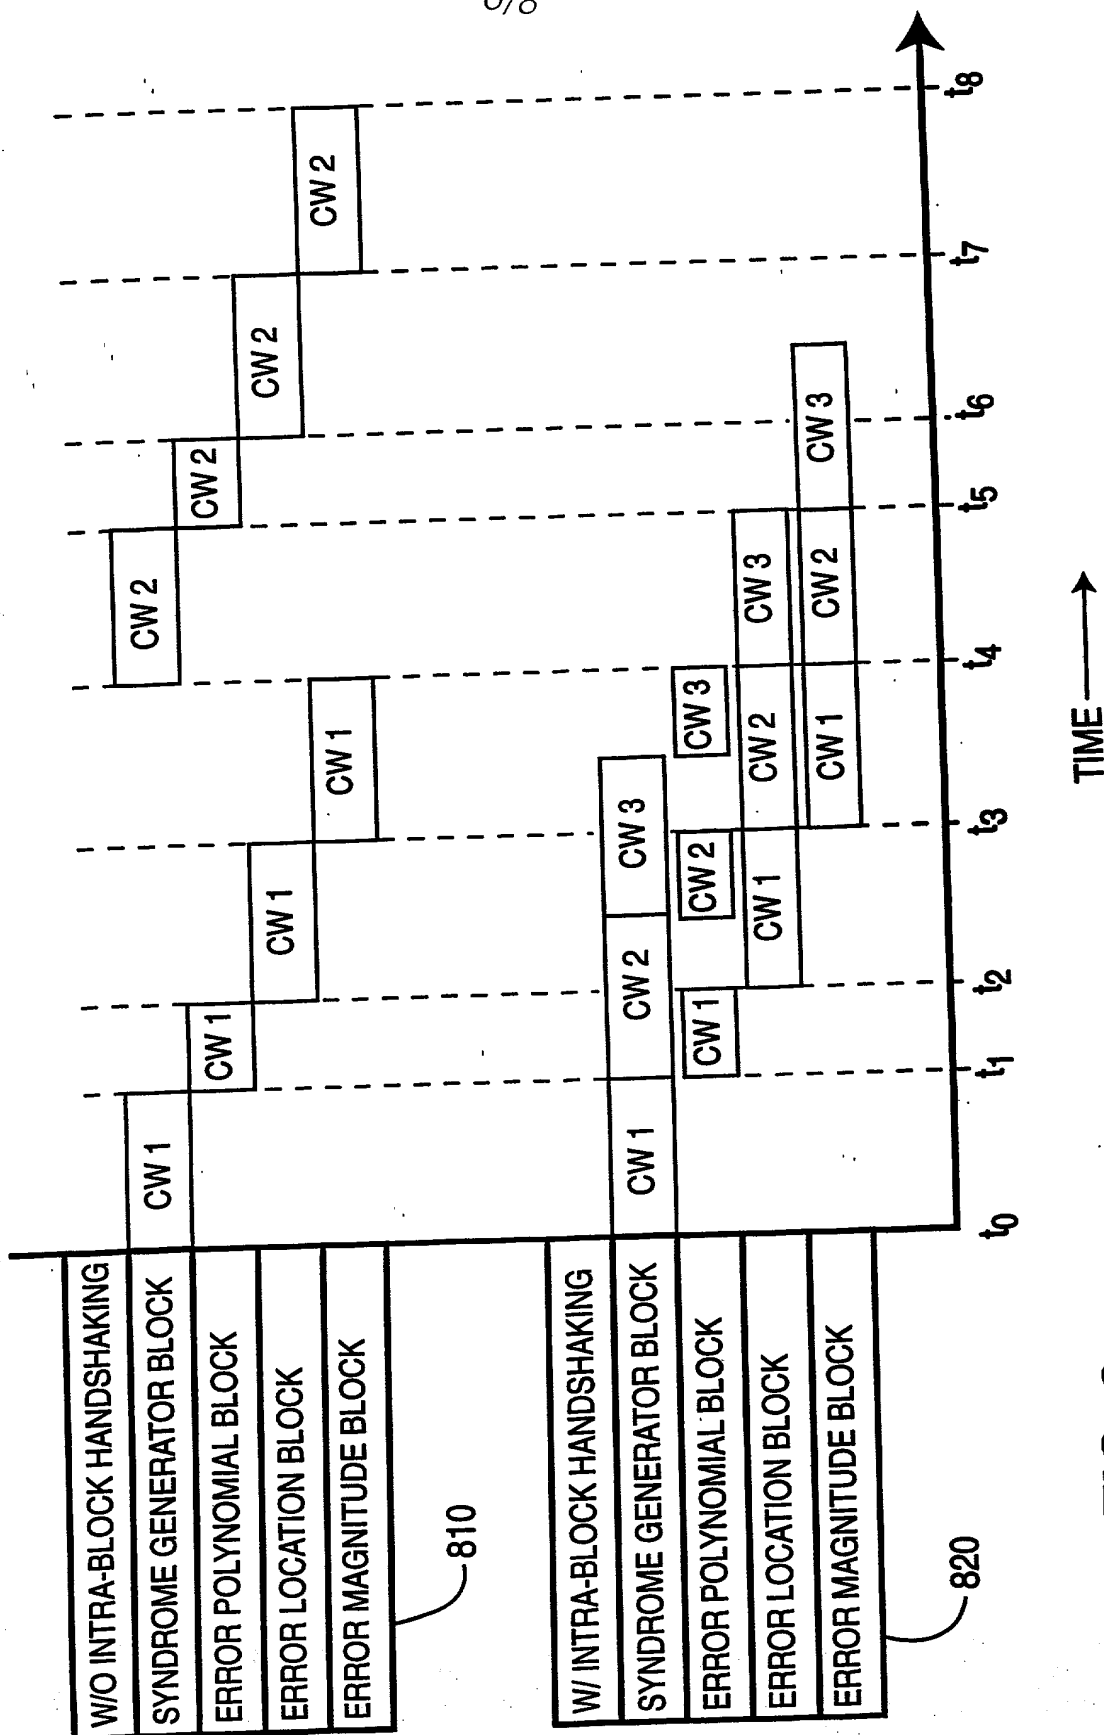 W/O INTRA-BLOCK HANDSHAKING
SYNDROME GENERATOR BLOCK
CW 1
CW 2
ERROR POLYNOMIAL BLOCK
CW 1
CW 2
ERROR LOCATION BLOCK
CW 1
CW 2
ERROR MAGNITUDE BLOCK
CW 1
CW 2
810
W/ INTRA-BLOCK HANDSHAKING
SYNDROME GENERATOR BLOCK
CW 1
CW 2
CW 3
ERROR POLYNOMIAL BLOCK
CW 1
CW 2
CW 3
ERROR LOCATION BLOCK
CW 1
CW 2
CW 3
ERROR MAGNITUDE BLOCK
CW 1
CW 2
CW 3
820
t0 t1 t2 t3 t4 t5 t6 t7 t8
TIME